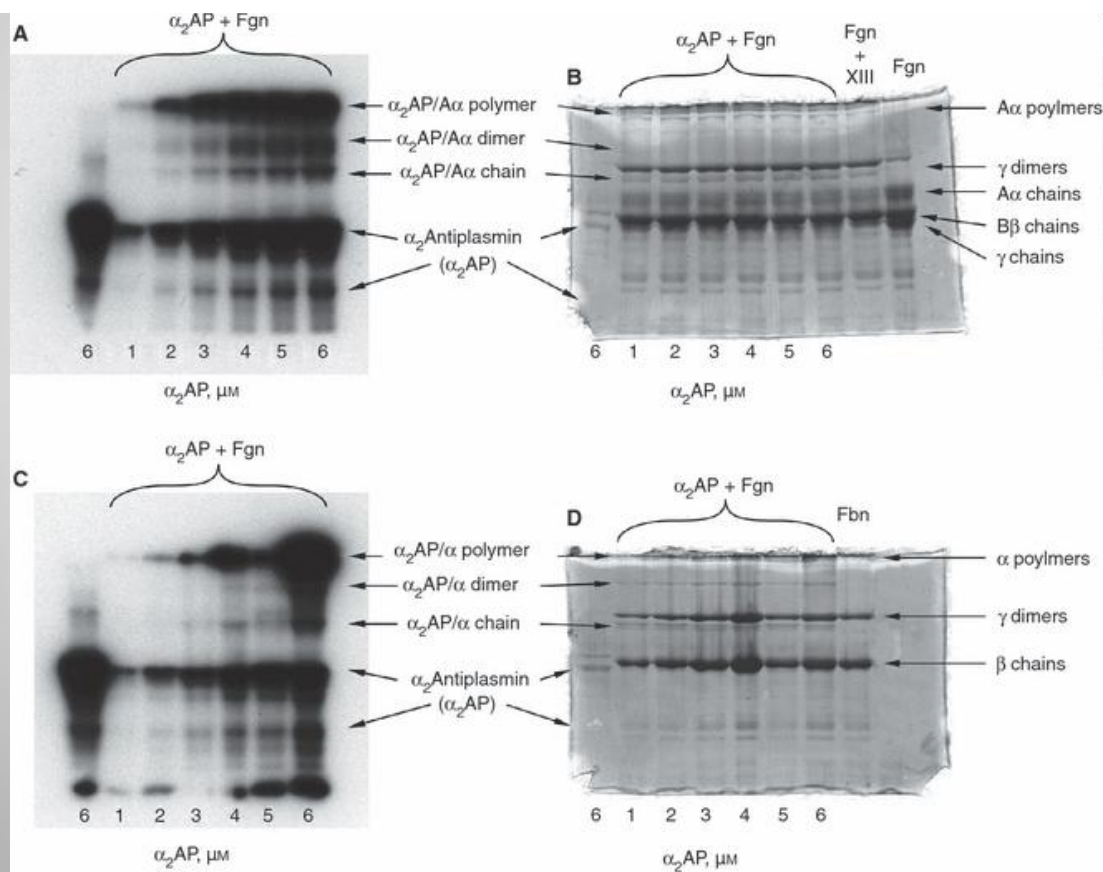 A
α₂AP + Fgn
α₂AP/Aα polymer
α₂AP/Aα dimer
α₂AP/Aα chain
α₂Antiplasmin
(α₂AP)
6 1 2 3 4 5 6
α₂AP, μM
B
α₂AP + Fgn
Fgn
+
XIII
Fgn
Aα poylmers
γ dimers
Aα chains
Bβ chains
γ chains
6 1 2 3 4 5 6
α₂AP, μM
C
α₂AP + Fgn
α₂AP/α polymer
α₂AP/α dimer
α₂AP/α chain
α₂Antiplasmin
(α₂AP)
6 1 2 3 4 5 6
α₂AP, μM
D
α₂AP + Fgn
Fbn
α poylmers
γ dimers
β chains
6 1 2 3 4 5 6
α₂AP, μM